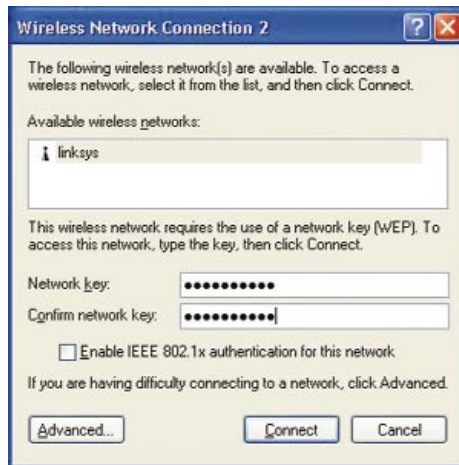 Wireless Network Connection 2
The following wireless network(s) are available. To access a
wireless network, select it from the list, and then click Connect.
Available wireless networks:
linksys
This wireless network requires the use of a network key (WEP). To
access this network, type the key, then click Connect.
Network key: ●●●●●●●●●●
Confirm network key: ●●●●●●●●●●
Enable IEEE 802.1x authentication for this network
If you are having difficulty connecting to a network, click Advanced.
Advanced... Connect Cancel